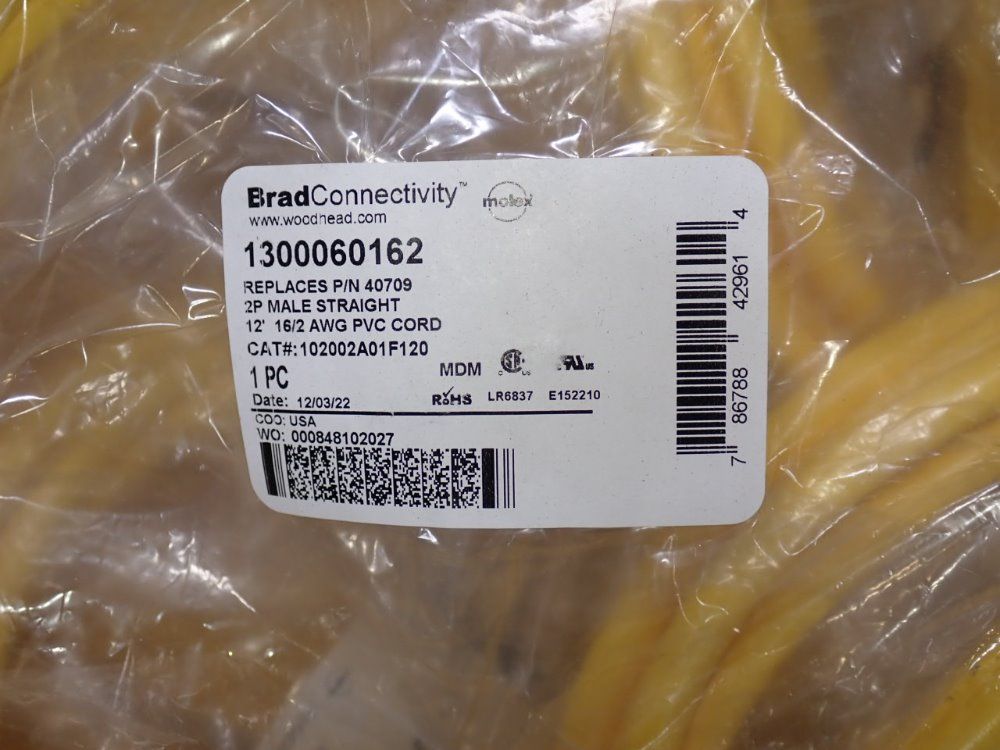 BradConnectivity™ molex
www.woodhead.com
1300060162
REPLACES P/N 40709
2P MALE STRAIGHT
12' 16/2 AWG PVC CORD
CAT#:102002A01F120
1 PC MDM
Date: 12/03/22 RoHS LR6837 E152210
COO: USA
WO: 000848102027
7 86788 42961 4